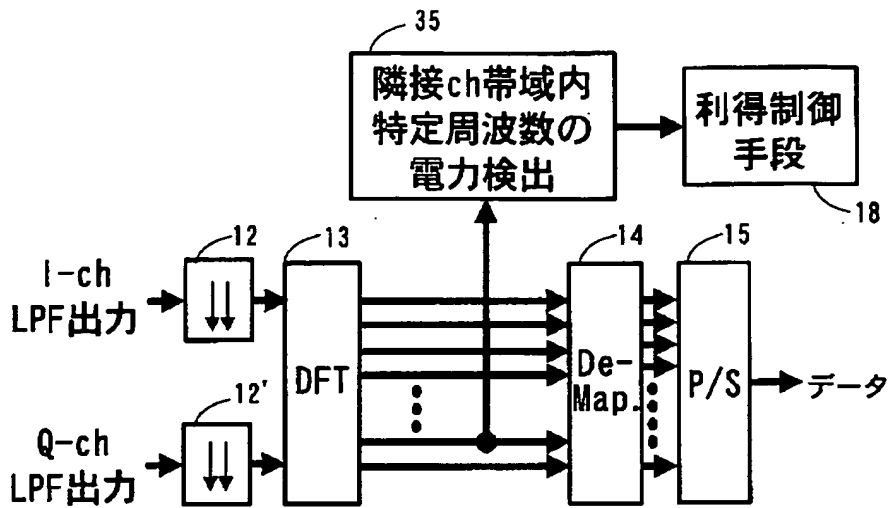 35
隣接ch帯域内
特定周波数の
電力検出
利得制御
手段
18
I-ch
LPF出力
12
13
14
15
DFT
De-
Map.
P/S
データ
12'
Q-ch
LPF出力